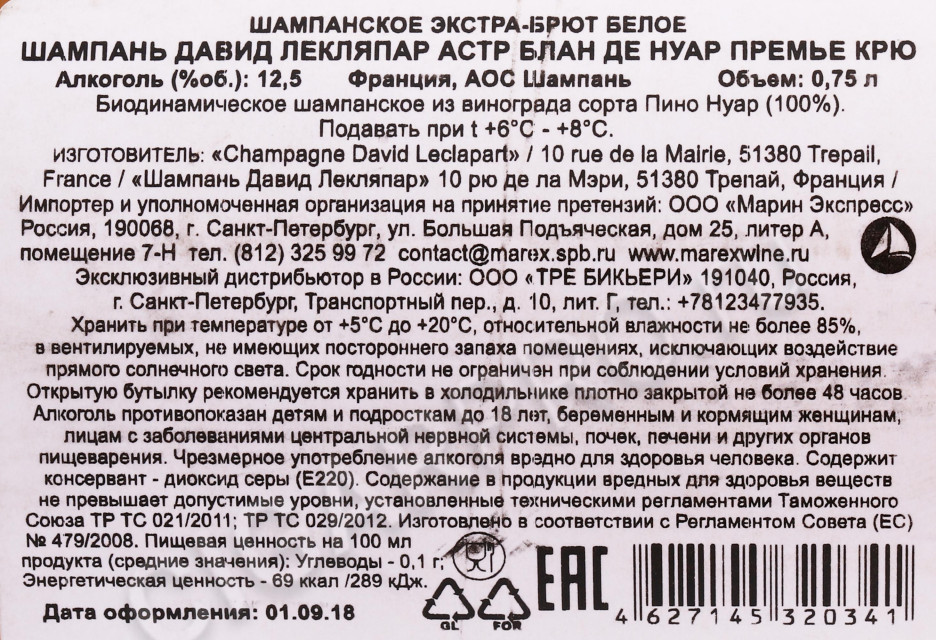 ШАМПАНСКОЕ ЭКСТРА-БРЮТ БЕЛОЕ
ШАМПАНЬ ДАВИД ЛЕКЛЯПАР АСТР БЛАН ДЕ НУАР ПРЕМЬЕ КРЮ
Алкоголь (%об.): 12,5 Франция, АОС Шампань Объем: 0,75 л
Биодинамическое шампанское из винограда сорта Пино Нуар (100%).
Подавать при t +6°C - +8°C.
ИЗГОТОВИТЕЛЬ: «Champagne David Leclapart» / 10 rue de la Mairie, 51380 Trepail,
France / «Шампань Давид Лекляпар» 10 рю де ла Мэри, 51380 Трепай, Франция /
Импортер и уполномоченная организация на принятие претензий: ООО «Марин Экспресс»
Россия, 190068, г. Санкт-Петербург, ул. Большая Подъяческая, дом 25, литер А,
помещение 7-Н тел. (812) 325 99 72 contact@marex.spb.ru www.marexwine.ru
Эксклюзивный дистрибьютор в России: ООО «ТРЕ БИКЬЕРИ» 191040, Россия,
г. Санкт-Петербург, Транспортный пер., д. 10, лит. Г, тел.: +78123477935.
Хранить при температуре от +5°C до +20°C, относительной влажности не более 85%,
в вентилируемых, не имеющих постороннего запаха помещениях, исключающих воздействие
прямого солнечного света. Срок годности не ограничен при соблюдении условий хранения.
Открытую бутылку рекомендуется хранить в холодильнике плотно закрытой не более 48 часов.
Алкоголь противопоказан детям и подросткам до 18 лет, беременным и кормящим женщинам,
лицам с заболеваниями центральной нервной системы, почек, печени и других органов
пищеварения. Чрезмерное употребление алкоголя вредно для здоровья человека. Содержит
консервант - диоксид серы (Е220). Содержание в продукции вредных для здоровья веществ
не превышает допустимые уровни, установленные техническими регламентами Таможенного
Союза ТР ТС 021/2011; ТР ТС 029/2012. Изготовлено в соответствии с Регламентом Совета (ЕС)
№ 479/2008. Пищевая ценность на 100 мл
продукта (средние значения): Углеводы - 0,1 г;
Энергетическая ценность - 69 ккал /289 кДж.
Дата оформления: 01.09.18
GL FOR
EAC
4 627145 320341